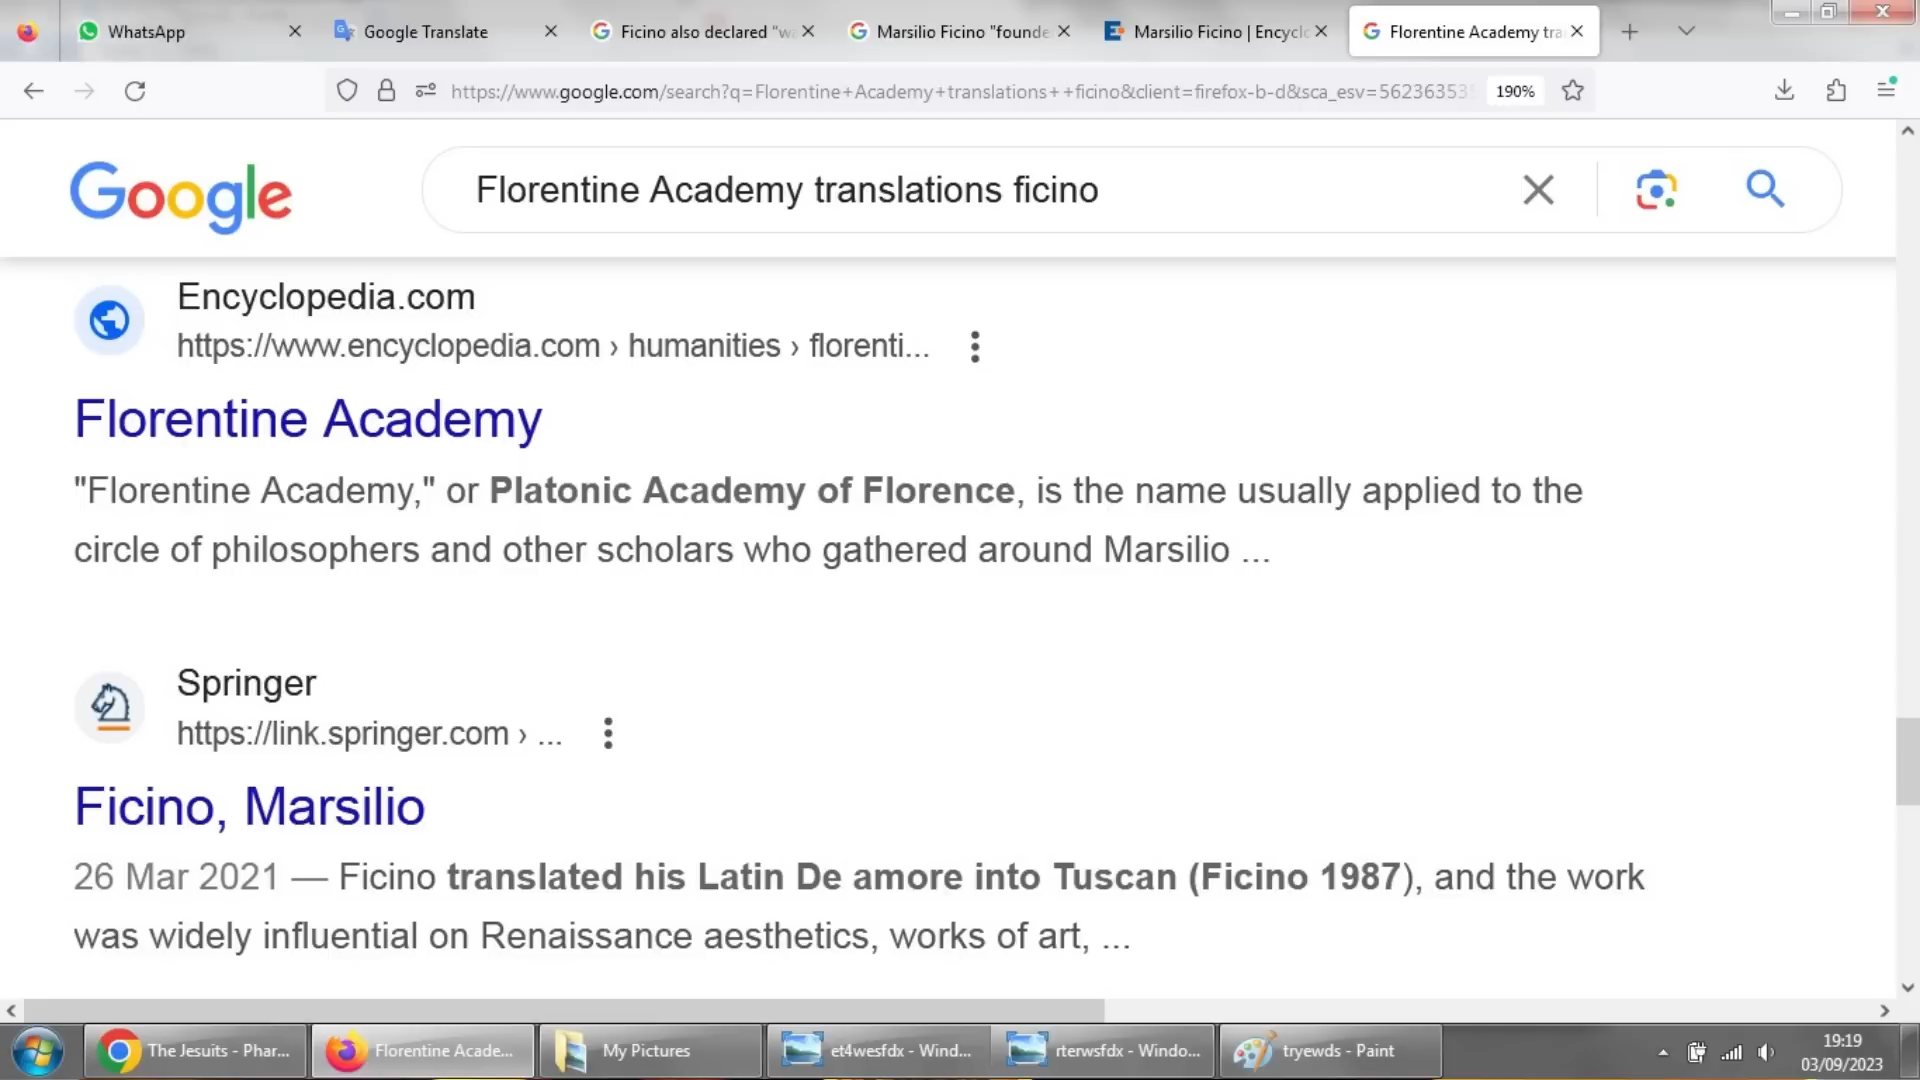 WhatsApp
Google Translate
Ficino also declared "w
Marsilio Ficino "founde
Marsilio Ficino | Encycl
Florentine Academy tra
https://www.google.com/search?q=Florentine+Academy+translations++ficino&client=firefox-b-d&sca_esv=56236353
190%
Google
Florentine Academy translations ficino
Encyclopedia.com
https://www.encyclopedia.com › humanities › florenti...
Florentine Academy
"Florentine Academy," or Platonic Academy of Florence, is the name usually applied to the
circle of philosophers and other scholars who gathered around Marsilio ...
Springer
https://link.springer.com › ...
Ficino, Marsilio
26 Mar 2021 — Ficino translated his Latin De amore into Tuscan (Ficino 1987), and the work
was widely influential on Renaissance aesthetics, works of art, ...
The Jesuits - Phar...
Florentine Acade...
My Pictures
et4wesfdx - Wind...
rterwsfdx - Windo...
tryewds - Paint
19:19
03/09/2023